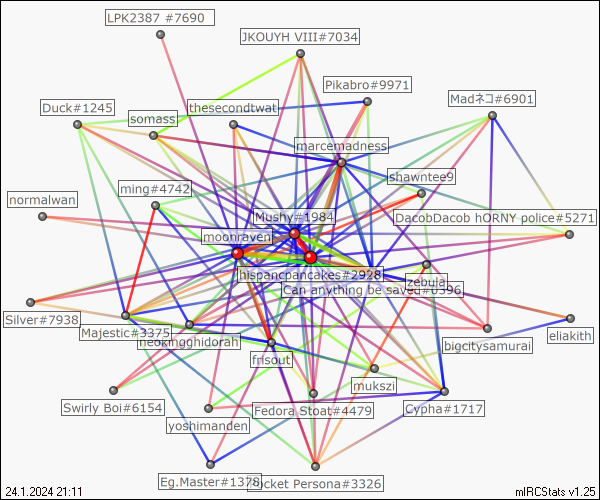 LPK2387 #7690
JKOUYH VIII#7034
Pikabro#9971
Madネコ#6901
Duck#1245
thesecondtwat
somass
marcemadness
shawntee9
ming#4742
normalwan
Mushy#1984
DacobDacob hORNY police#5271
moonraven
hispancpancakes#2928
zebula
Can anything be saved#0396
Silver#7938
Majestic#3375
neokingghidorah
eliakith
bigcitysamurai
frisout
mukszi
Swirly Boi#6154
Fedora Stoat#4479
Cypha#1717
yoshimanden
Eg.Master#1378
Pocket Persona#3326
24.1.2024 21:11
mIRCStats v1.25